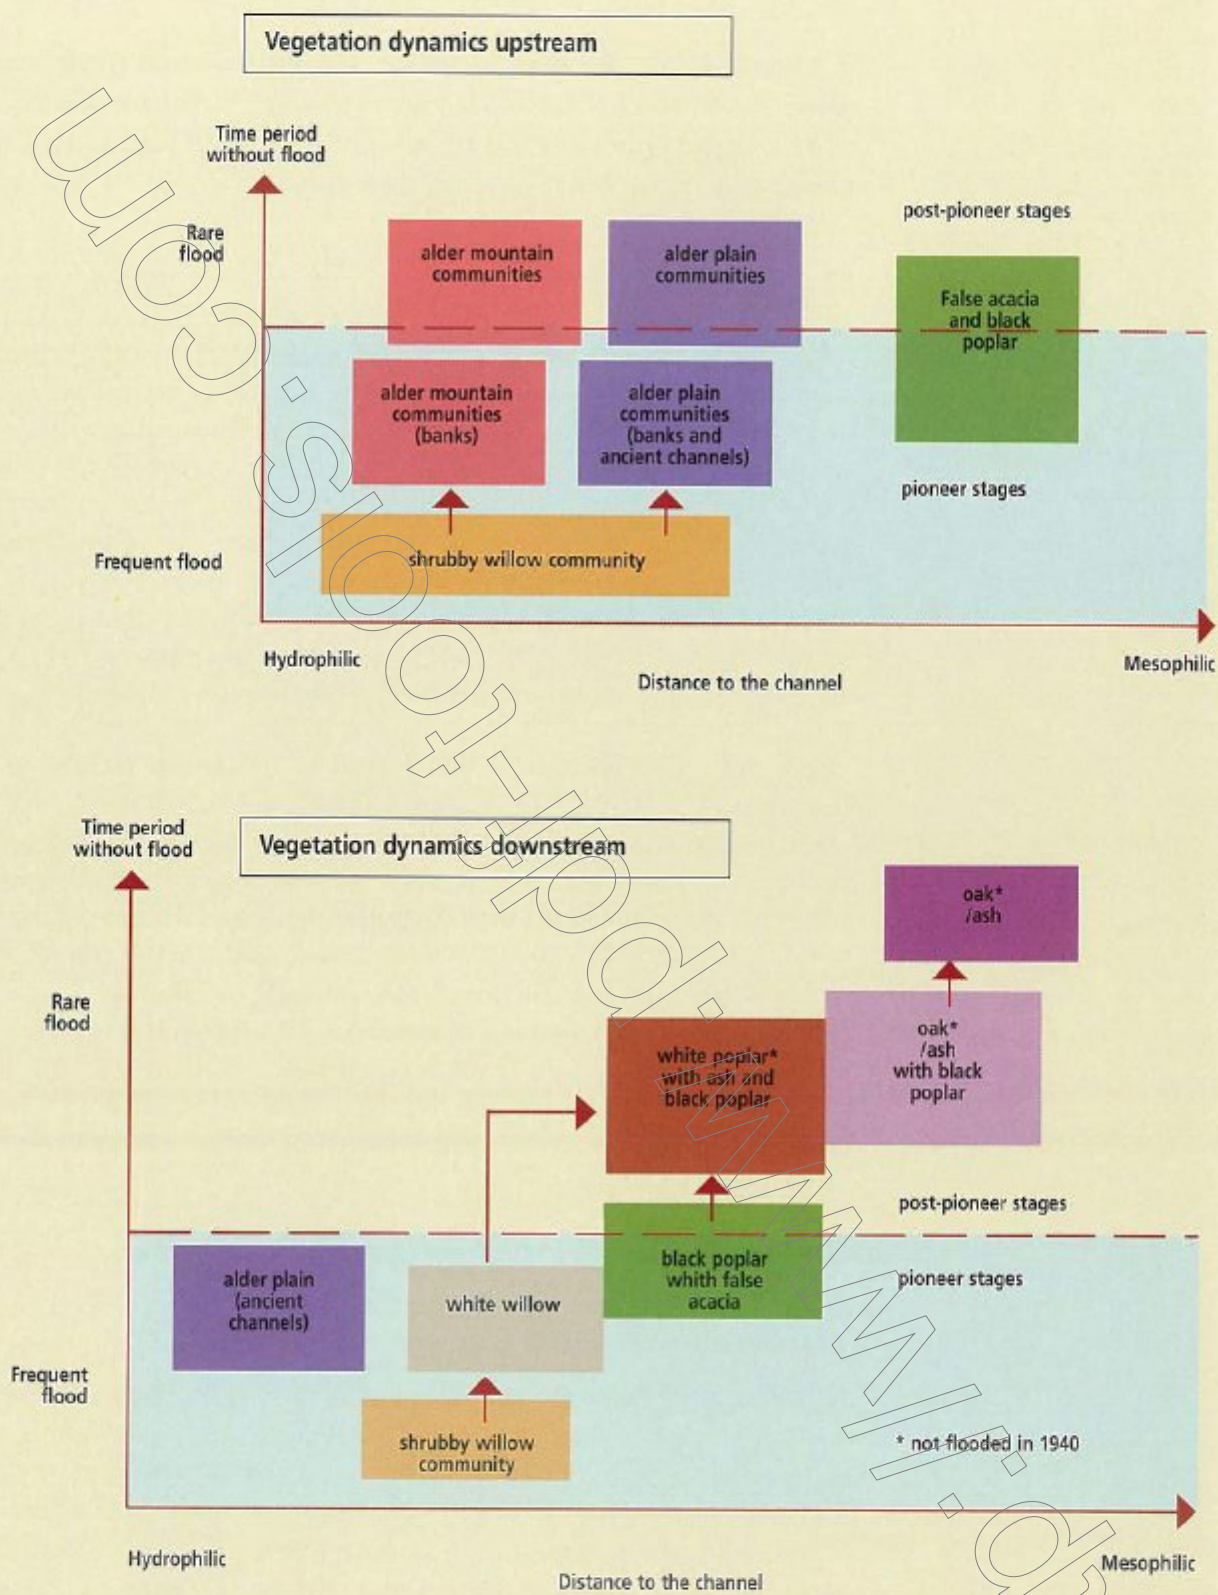 Vegetation dynamics upstream
Time period
without flood
Rare
flood
post-pioneer stages
alder mountain
communities
alder plain
communities
False acacia
and black
poplar
alder mountain
communities
(banks)
alder plain
communities
(banks and
ancient channels)
pioneer stages
Frequent flood
shrubby willow community
Hydrophilic
Mesophilic
Distance to the channel
Time period
without flood
Vegetation dynamics downstream
oak*
/ash
Rare
flood
white poplar*
with ash and
black poplar
oak*
/ash
with black
poplar
post-pioneer stages
alder plain
(ancient
channels)
white willow
black poplar
whith false
acacia
pioneer stages
Frequent
flood
shrubby willow
community
* not flooded in 1940
Hydrophilic
Mesophilic
Distance to the channel